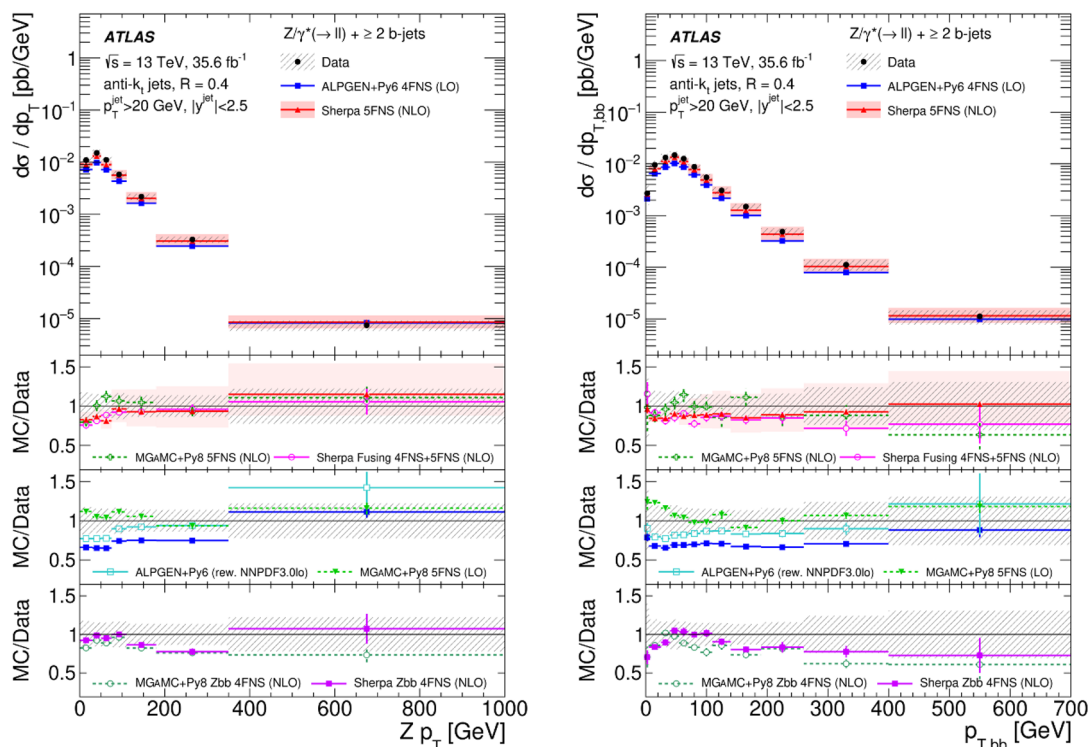 ATLAS
Z/γ*(→ ll) + ≥ 2 b-jets
√s = 13 TeV, 35.6 fb⁻¹
anti-kₜ jets, R = 0.4
p_T^jet>20 GeV, |y^jet|<2.5
Data
ALPGEN+Py6 4FNS (LO)
Sherpa 5FNS (NLO)
dσ / dp_T [pb/GeV]
1
10⁻¹
10⁻²
10⁻³
10⁻⁴
10⁻⁵
MC/Data
1.5
1
0.5
MGAMC+Py8 5FNS (NLO)
Sherpa Fusing 4FNS+5FNS (NLO)
MC/Data
1.5
1
0.5
ALPGEN+Py6 (rew. NNPDF3.0lo)
MGAMC+Py8 5FNS (LO)
MC/Data
1.5
1
0.5
MGAMC+Py8 Zbb 4FNS (NLO)
Sherpa Zbb 4FNS (NLO)
0 200 400 600 800 1000
Z p_T [GeV]
ATLAS
Z/γ*(→ ll) + ≥ 2 b-jets
√s = 13 TeV, 35.6 fb⁻¹
anti-kₜ jets, R = 0.4
p_T^jet>20 GeV, |y^jet|<2.5
Data
ALPGEN+Py6 4FNS (LO)
Sherpa 5FNS (NLO)
dσ / dp_T,bb [pb/GeV]
1
10⁻¹
10⁻²
10⁻³
10⁻⁴
10⁻⁵
MC/Data
1.5
1
0.5
MGAMC+Py8 5FNS (NLO)
Sherpa Fusing 4FNS+5FNS (NLO)
MC/Data
1.5
1
0.5
ALPGEN+Py6 (rew. NNPDF3.0lo)
MGAMC+Py8 5FNS (LO)
MC/Data
1.5
1
0.5
MGAMC+Py8 Zbb 4FNS (NLO)
Sherpa Zbb 4FNS (NLO)
0 100 200 300 400 500 600 700
p_T,bb [GeV]